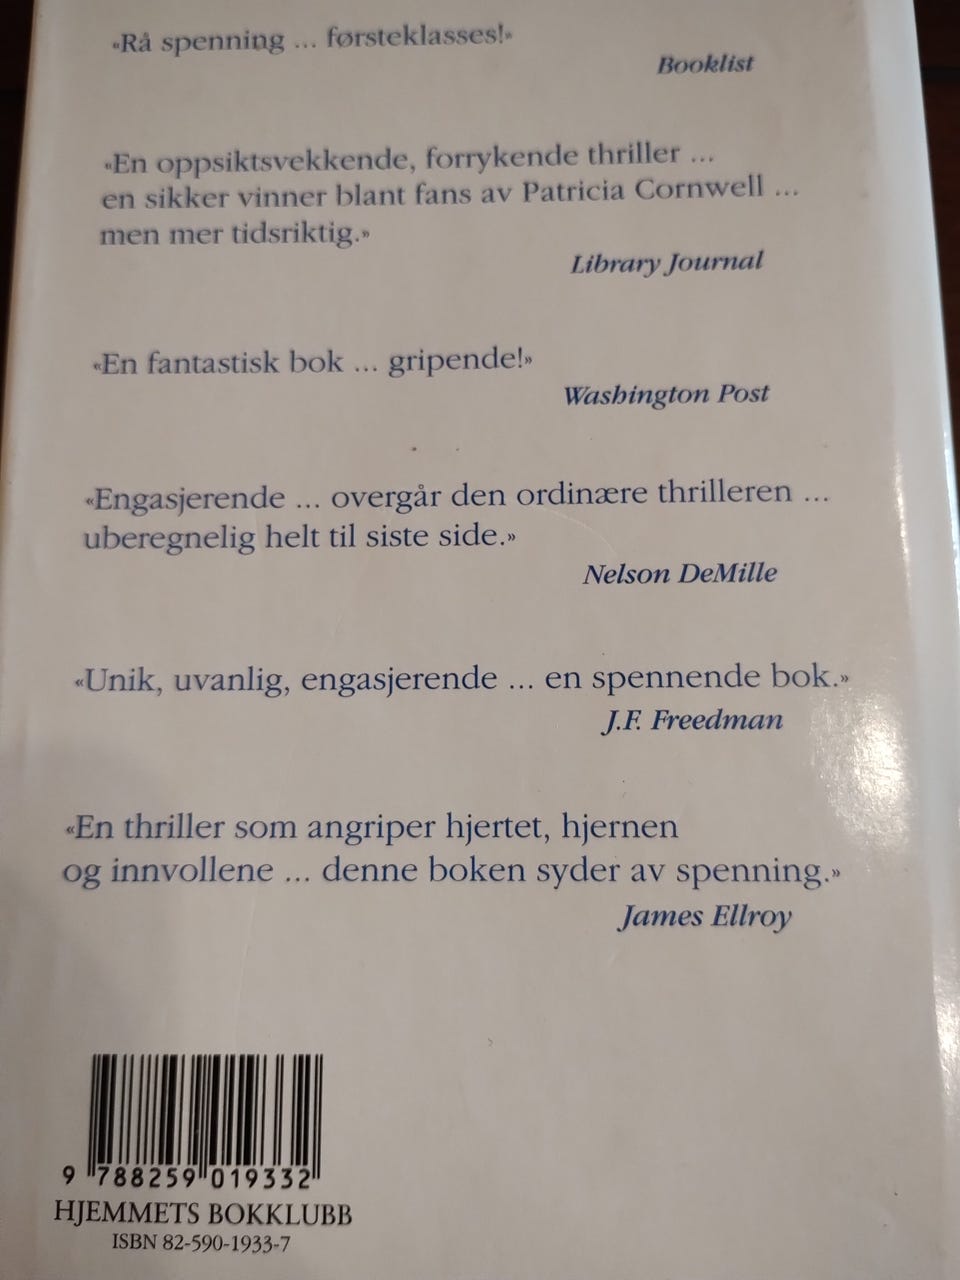 «Rå spenning ... førsteklasses!»
Booklist
«En oppsiktsvekkende, forrykende thriller ...
en sikker vinner blant fans av Patricia Cornwell ...
men mer tidsriktig.»
Library Journal
«En fantastisk bok ... gripende!»
Washington Post
«Engasjerende ... overgår den ordinære thrilleren ...
uberegnelig helt til siste side.»
Nelson DeMille
«Unik, uvanlig, engasjerende ... en spennende bok.»
J.F. Freedman
«En thriller som angriper hjertet, hjernen
og innvollene ... denne boken syder av spenning.»
James Ellroy
9 788259 019332
HJEMMETS BOKKLUBB
ISBN 82-590-1933-7